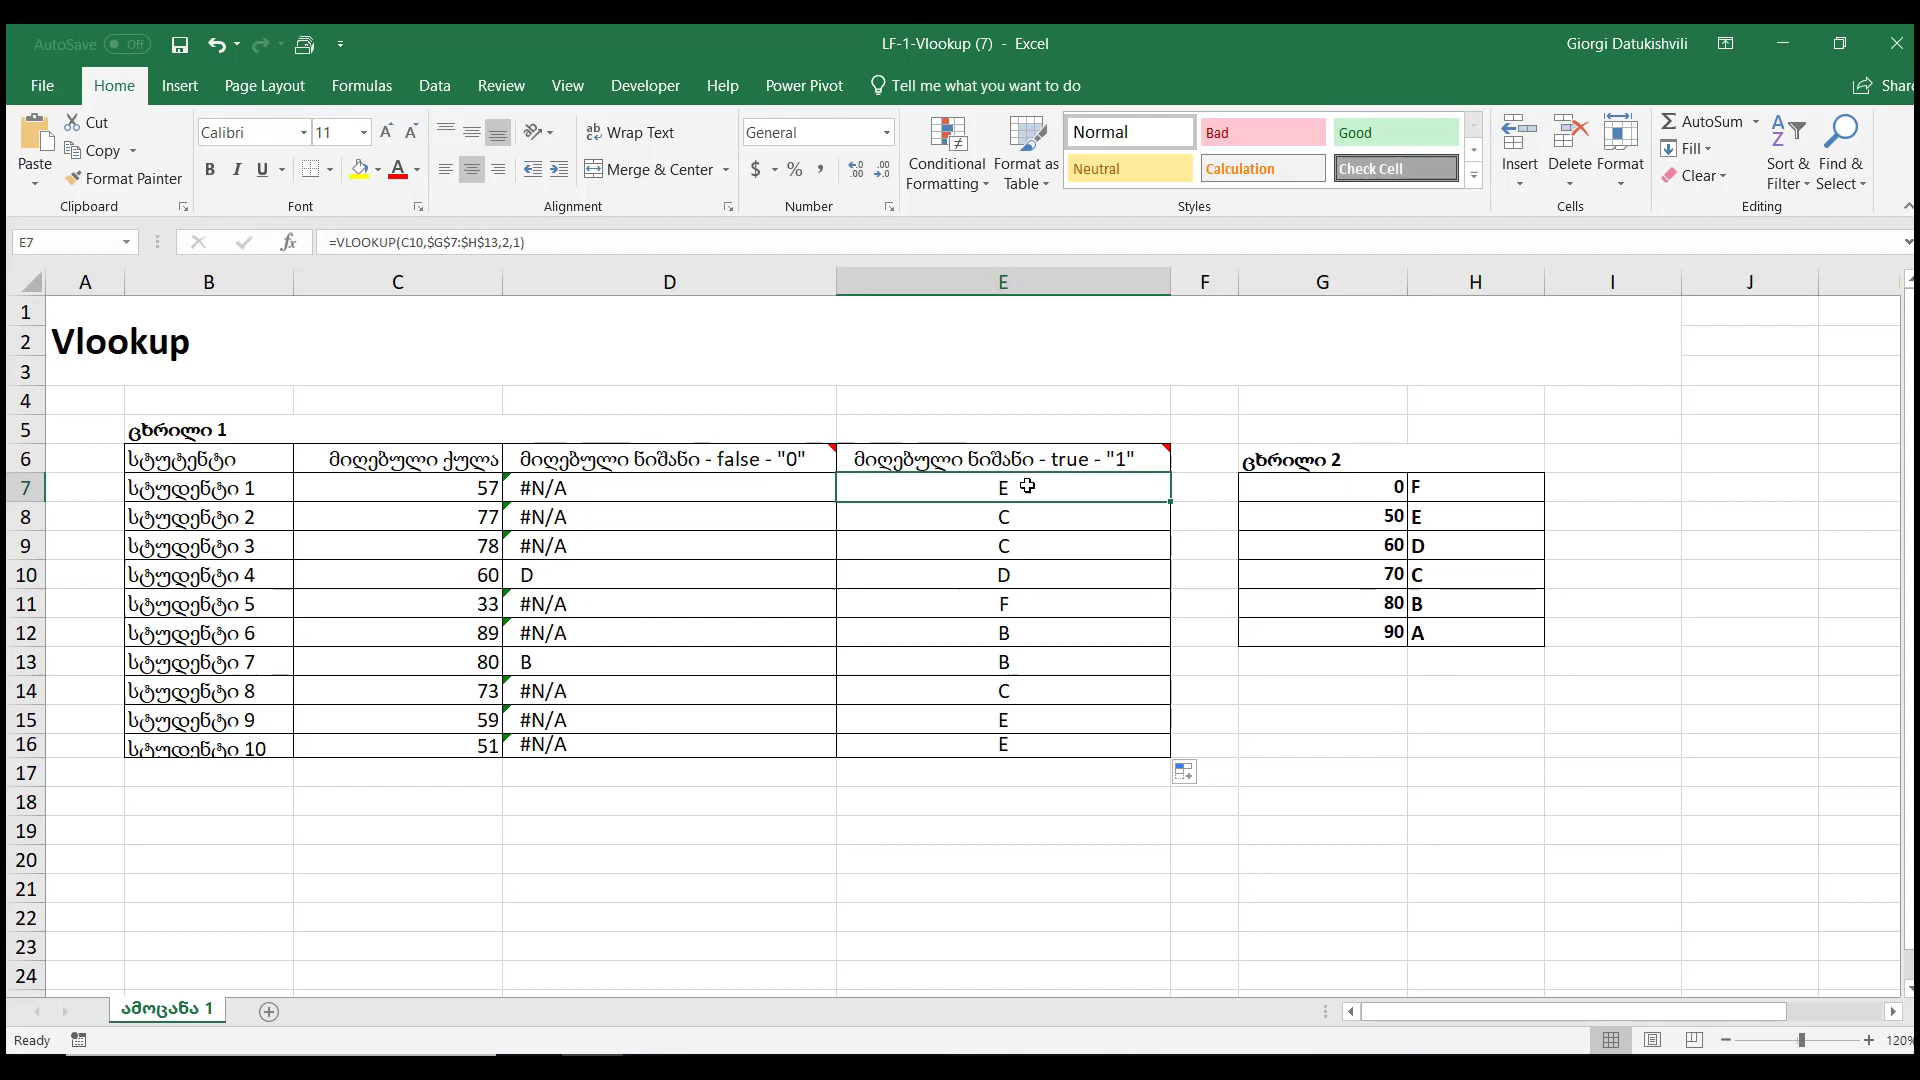 AutoSave Off LF-1-Vlookup (7) - Excel Giorgi Datukishvili
File Home Insert Page Layout Formulas Data Review View Developer Help Power Pivot Tell me what you want to do Share
Paste
Cut
Copy
Format Painter
Clipboard
Calibri 11
B I U
Font
Wrap Text
Merge & Center
Alignment
General
$ % ,
Number
Conditional Formatting
Format as Table
Normal Bad Good
Neutral Calculation Check Cell
Styles
Insert Delete Format
Cells
AutoSum
Fill
Clear
Sort & Filter
Find & Select
Editing
E7 fx =VLOOKUP(C10,$G$7:$H$13,2,1)
A B C D E F G H I J
1
2 Vlookup
3
4
5 ცხრილი 1
6 სტუტენტი მიღებული ქულა მიღებული ნიშანი - false - "0" მიღებული ნიშანი - true - "1" ცხრილი 2
7 სტუდენტი 1 57 #N/A E 0 F
8 სტუდენტი 2 77 #N/A C 50 E
9 სტუდენტი 3 78 #N/A C 60 D
10 სტუდენტი 4 60 D D 70 C
11 სტუდენტი 5 33 #N/A F 80 B
12 სტუდენტი 6 89 #N/A B 90 A
13 სტუდენტი 7 80 B B
14 სტუდენტი 8 73 #N/A C
15 სტუდენტი 9 59 #N/A E
16 სტუდენტი 10 51 #N/A E
17
18
19
20
21
22
23
24
ამოცანა 1
Ready 120%